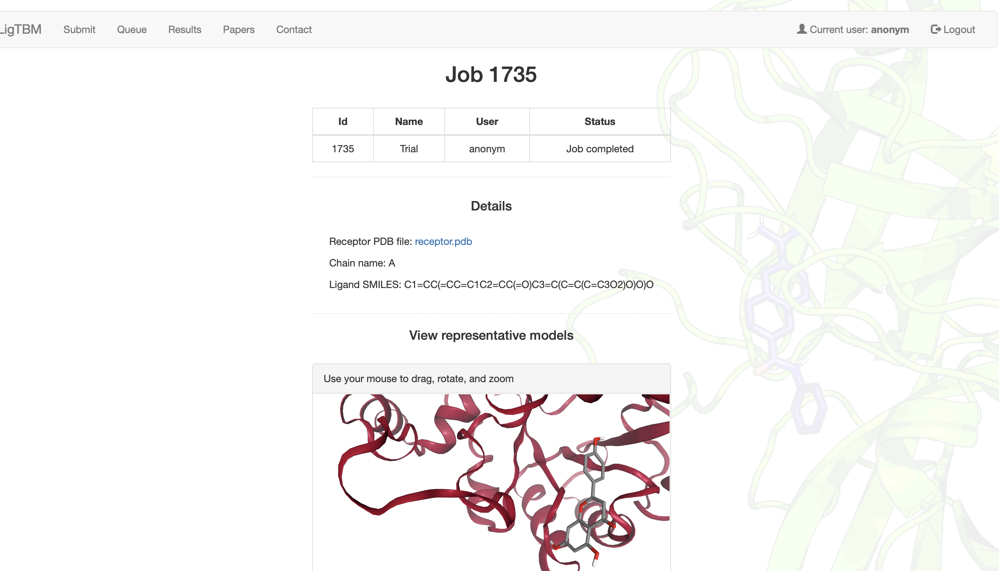 LigTBM Submit Queue Results Papers Contact Current user: anonym Logout
Job 1735
Id Name User Status
1735 Trial anonym Job completed
Details
Receptor PDB file: receptor.pdb
Chain name: A
Ligand SMILES: C1=CC(=CC=C1C2=CC(=O)C3=C(C=C(C=C3O2)O)O)O
View representative models
Use your mouse to drag, rotate, and zoom